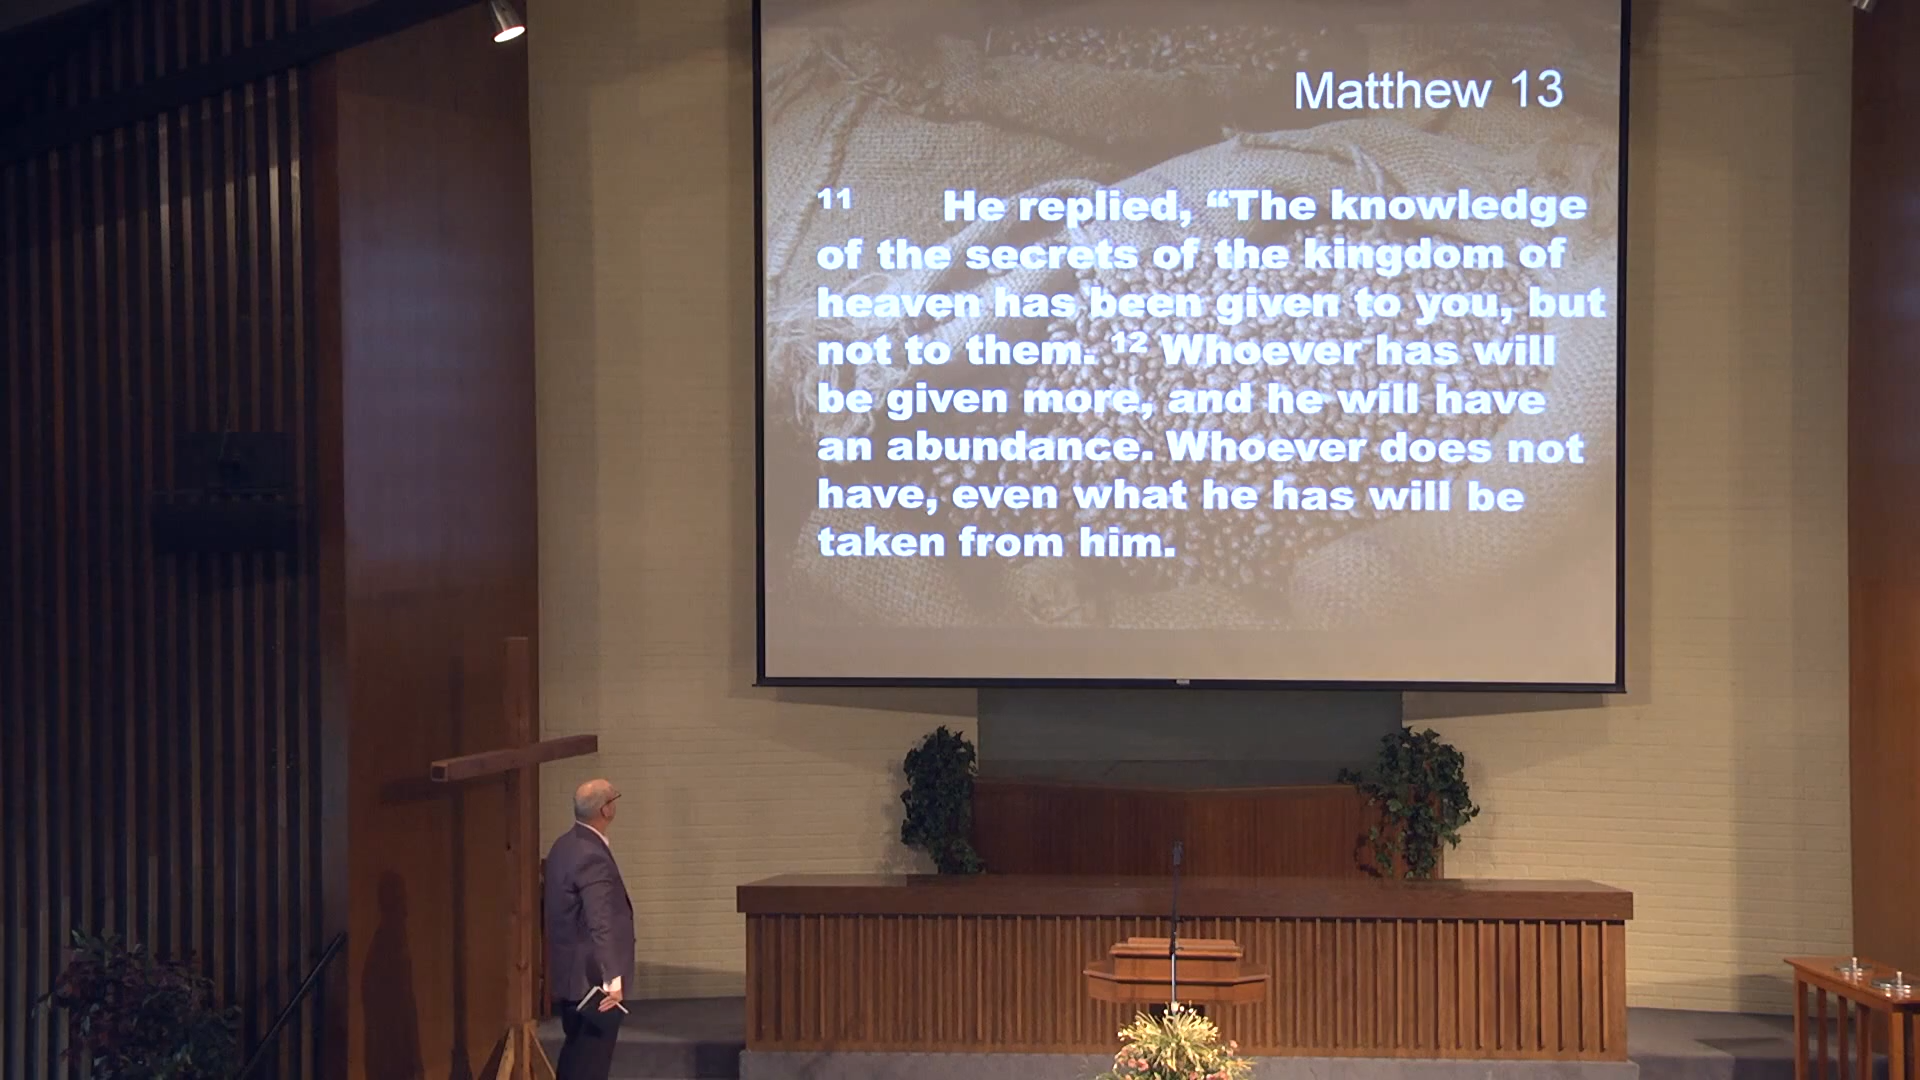 Matthew 13
11 He replied, “The knowledge
of the secrets of the kingdom of
heaven has been given to you, but
not to them. 12 Whoever has will
be given more, and he will have
an abundance. Whoever does not
have, even what he has will be
taken from him.